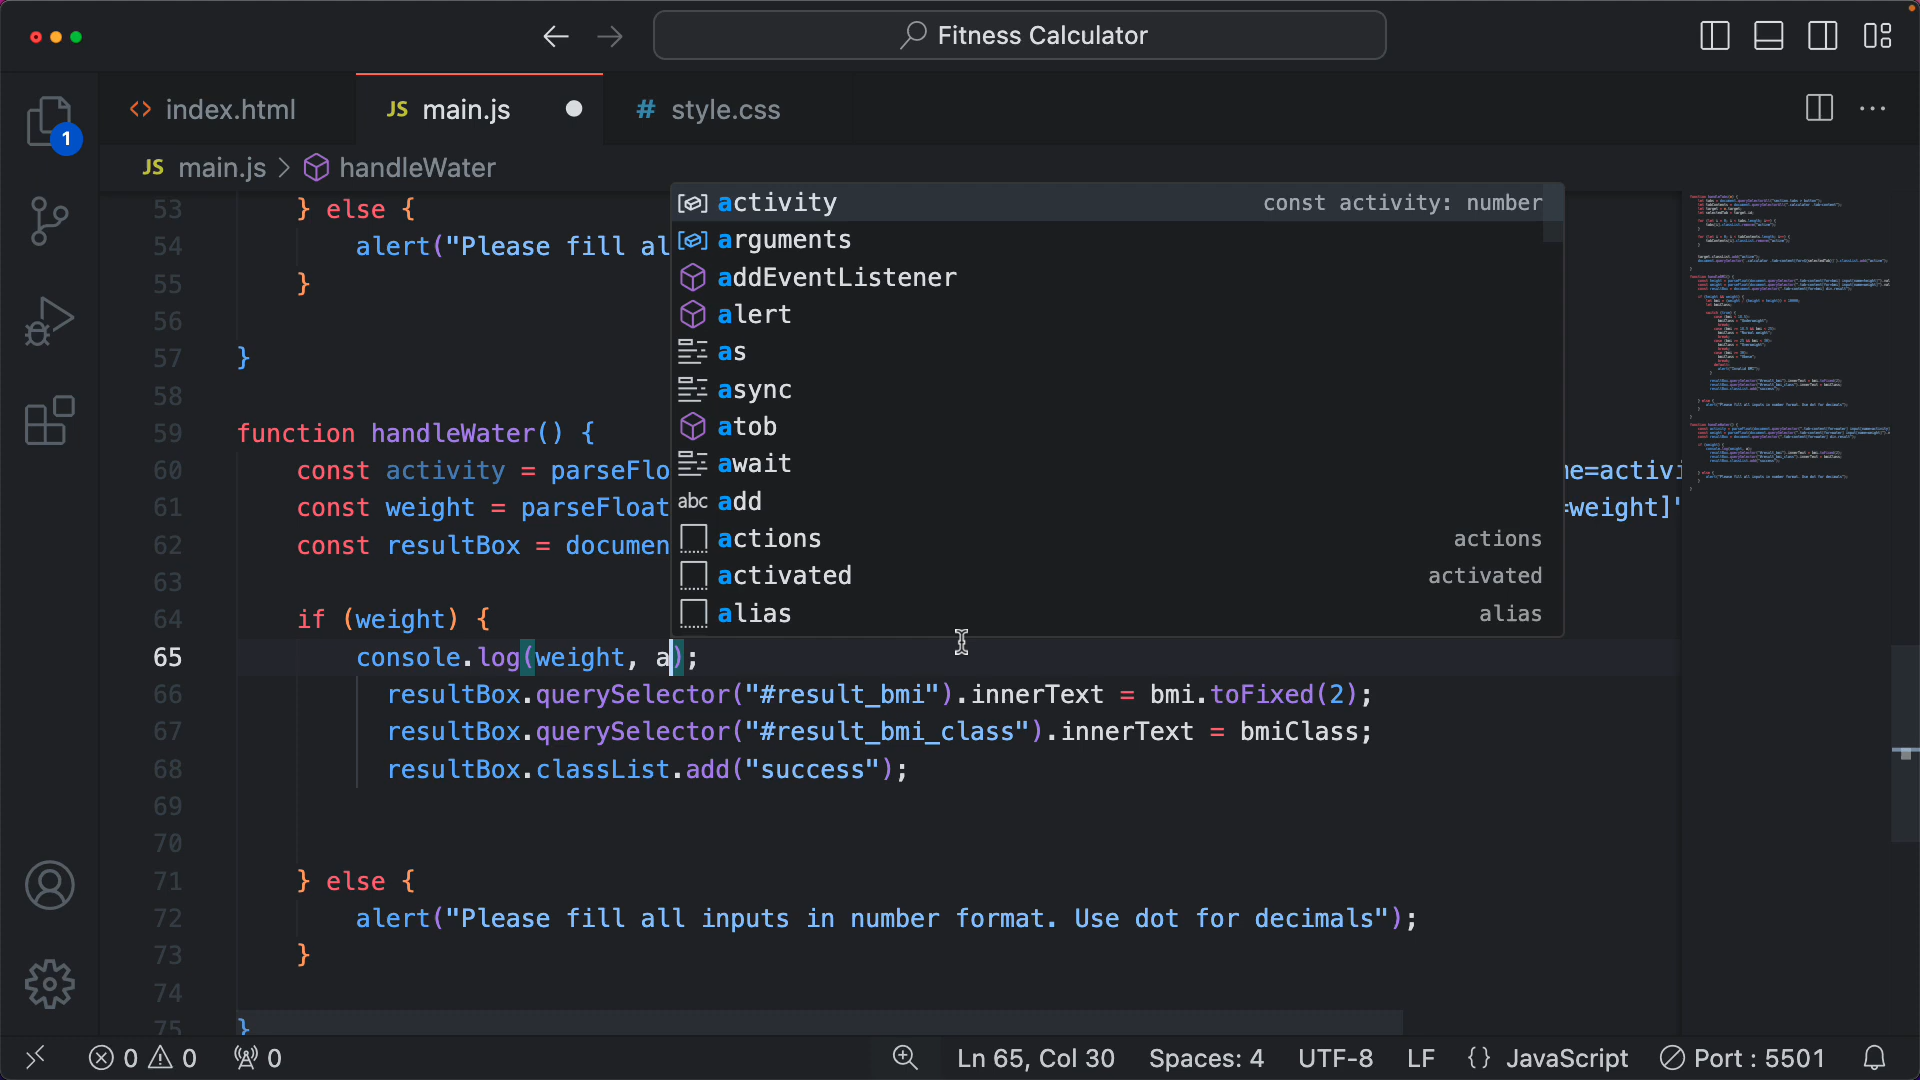 Fitness Calculator
<> index.html
JS main.js
# style.css
1
JS main.js > handleWater
53 } else {
54 alert("Please fill al
55 }
56
57 }
58
59 function handleWater() {
60 const activity = parseFlo
61 const weight = parseFloat
62 const resultBox = documen
63
64 if (weight) {
activity const activity: number
arguments
addEventListener
alert
as
async
atob
await
abc add
actions actions
activated activated
alias alias
me=activi
=weight]"
65 console.log(weight, a);
66 resultBox.querySelector("#result_bmi").innerText = bmi.toFixed(2);
67 resultBox.querySelector("#result_bmi_class").innerText = bmiClass;
68 resultBox.classList.add("success");
69
70
71 } else {
72 alert("Please fill all inputs in number format. Use dot for decimals");
73 }
74
75 }
0 0 0 Ln 65, Col 30 Spaces: 4 UTF-8 LF {} JavaScript Port : 5501